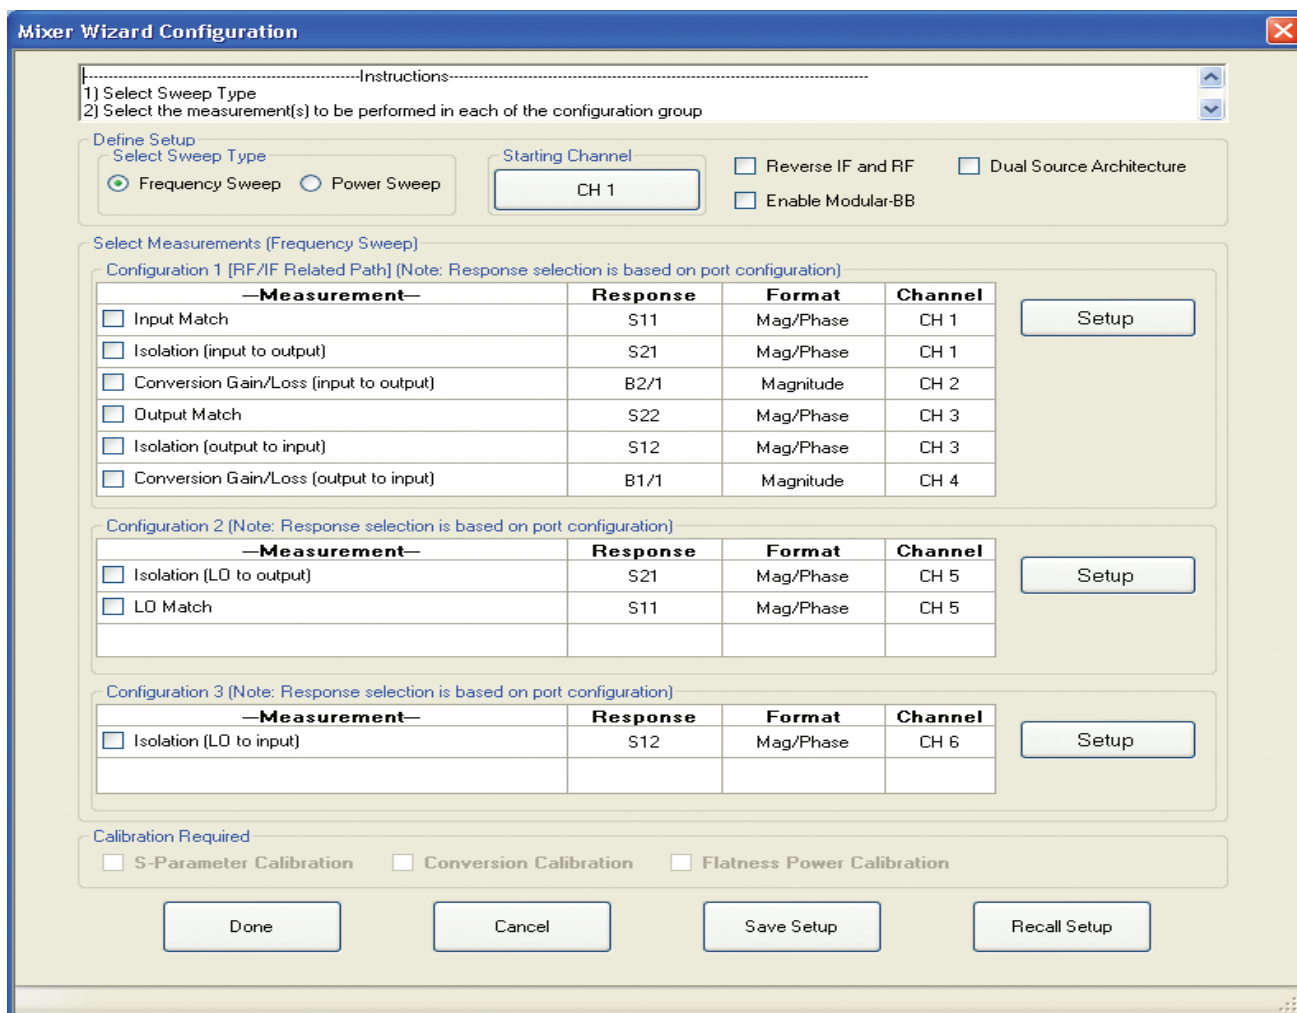 Mixer Wizard Configuration
-----Instructions-----
1) Select Sweep Type
2) Select the measurement(s) to be performed in each of the configuration group
Define Setup
Select Sweep Type
Frequency Sweep Power Sweep
Starting Channel
CH 1
Reverse IF and RF
Dual Source Architecture
Enable Modular-BB
Select Measurements (Frequency Sweep)
Configuration 1 [RF/IF Related Path] (Note: Response selection is based on port configuration)
—Measurement— Response Format Channel
Input Match S11 Mag/Phase CH 1
Isolation (input to output) S21 Mag/Phase CH 1
Conversion Gain/Loss (input to output) B2/1 Magnitude CH 2
Output Match S22 Mag/Phase CH 3
Isolation (output to input) S12 Mag/Phase CH 3
Conversion Gain/Loss (output to input) B1/1 Magnitude CH 4
Setup
Configuration 2 (Note: Response selection is based on port configuration)
—Measurement— Response Format Channel
Isolation (LO to output) S21 Mag/Phase CH 5
LO Match S11 Mag/Phase CH 5
Setup
Configuration 3 (Note: Response selection is based on port configuration)
—Measurement— Response Format Channel
Isolation (LO to input) S12 Mag/Phase CH 6
Setup
Calibration Required
S-Parameter Calibration Conversion Calibration Flatness Power Calibration
Done Cancel Save Setup Recall Setup